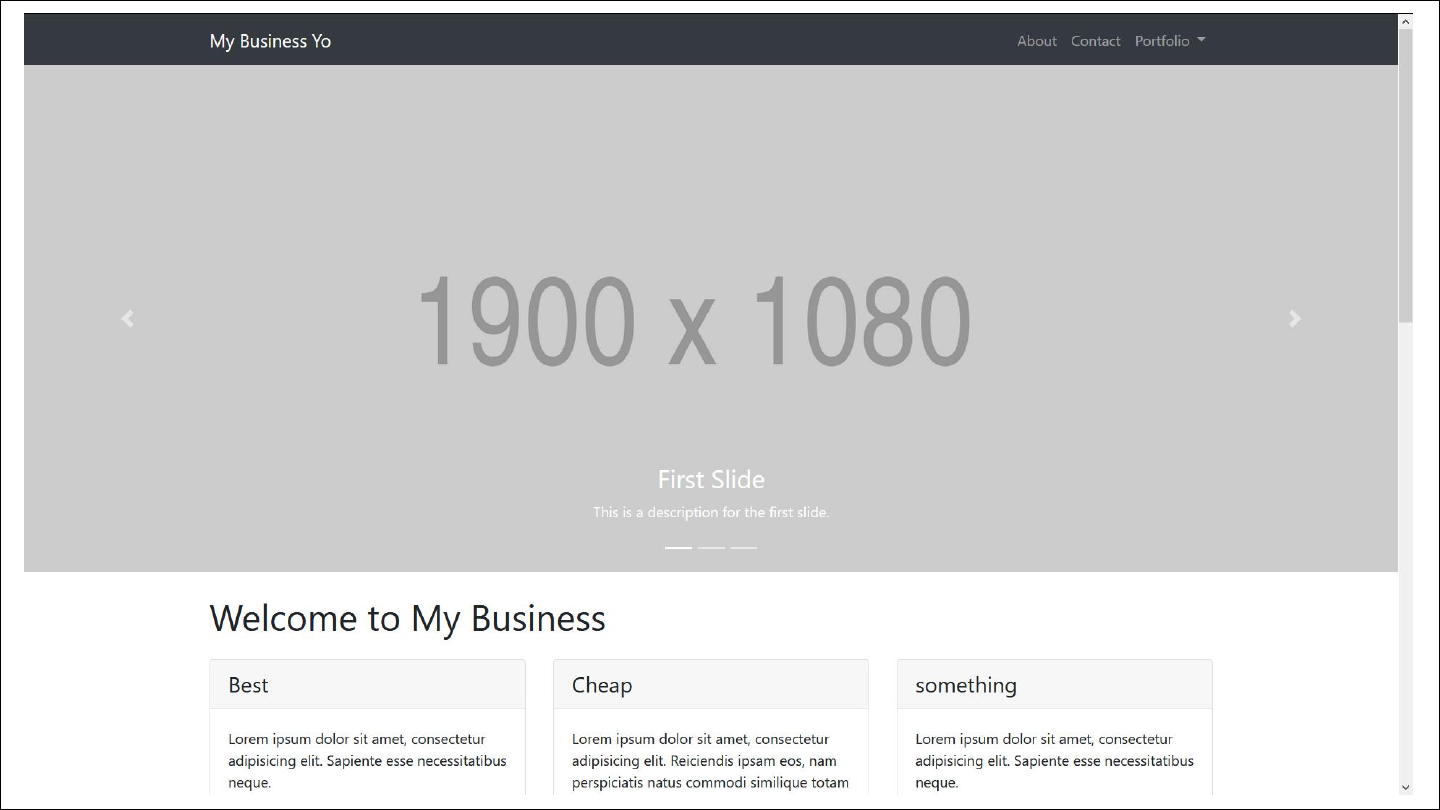 My Business Yo
About Contact Portfolio
1900 x 1080
First Slide
This is a description for the first slide.
Welcome to My Business
Best
Lorem ipsum dolor sit amet, consectetur
adipisicing elit. Sapiente esse necessitatibus
neque.
Cheap
Lorem ipsum dolor sit amet, consectetur
adipisicing elit. Reiciendis ipsam eos, nam
perspiciatis natus commodi similique totam
something
Lorem ipsum dolor sit amet, consectetur
adipisicing elit. Sapiente esse necessitatibus
neque.